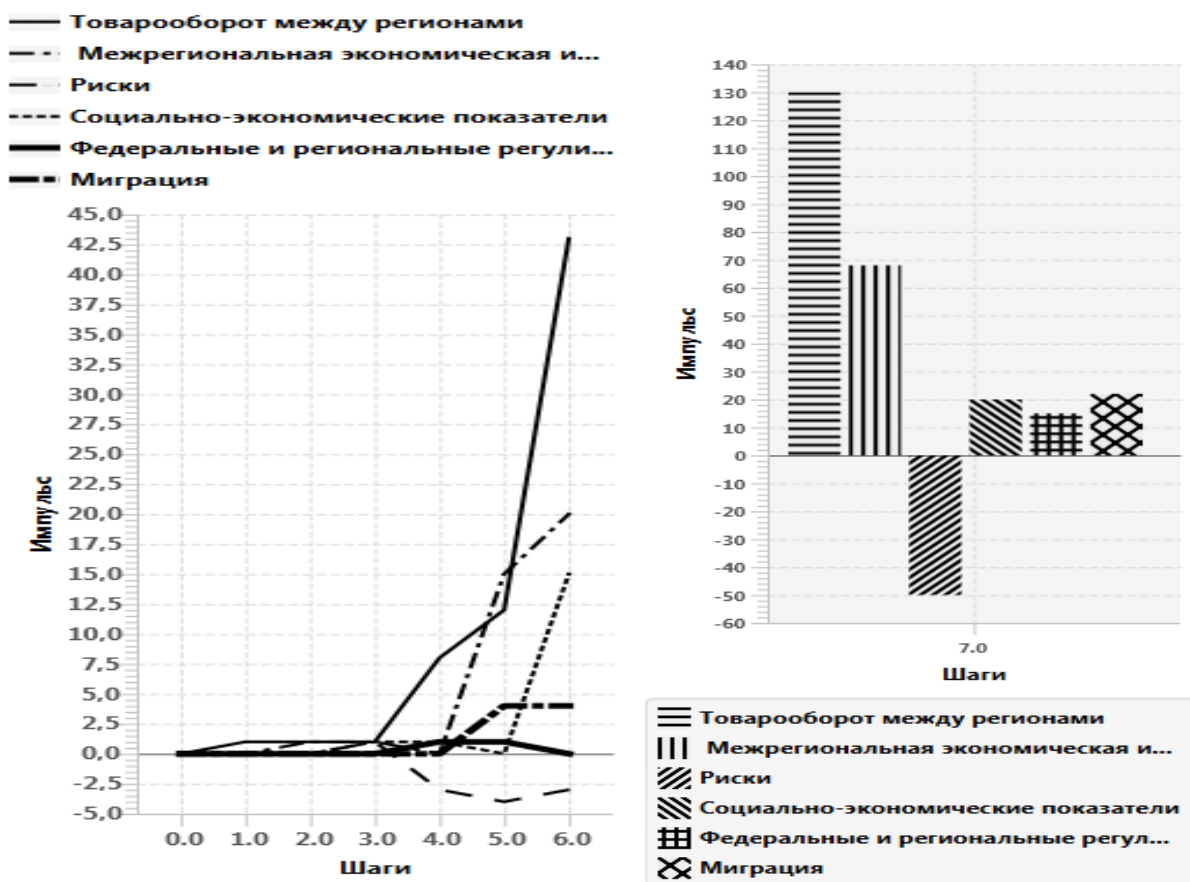 Товарооборот между регионами
Межрегиональная экономическая и...
Риски
Социально-экономические показатели
Федеральные и региональные регули...
Миграция
45,0
42,5
40,0
37,5
35,0
32,5
30,0
27,5
25,0
22,5
20,0
17,5
15,0
12,5
10,0
7,5
5,0
2,5
0,0
-2,5
-5,0
Импульс
0.0 1.0 2.0 3.0 4.0 5.0 6.0
Шаги
140
130
120
110
100
90
80
70
60
50
40
30
20
10
0
-10
-20
-30
-40
-50
-60
Импульс
7.0
Шаги
Товарооборот между регионами
Межрегиональная экономическая и...
Риски
Социально-экономические показатели
Федеральные и региональные регул...
Миграция